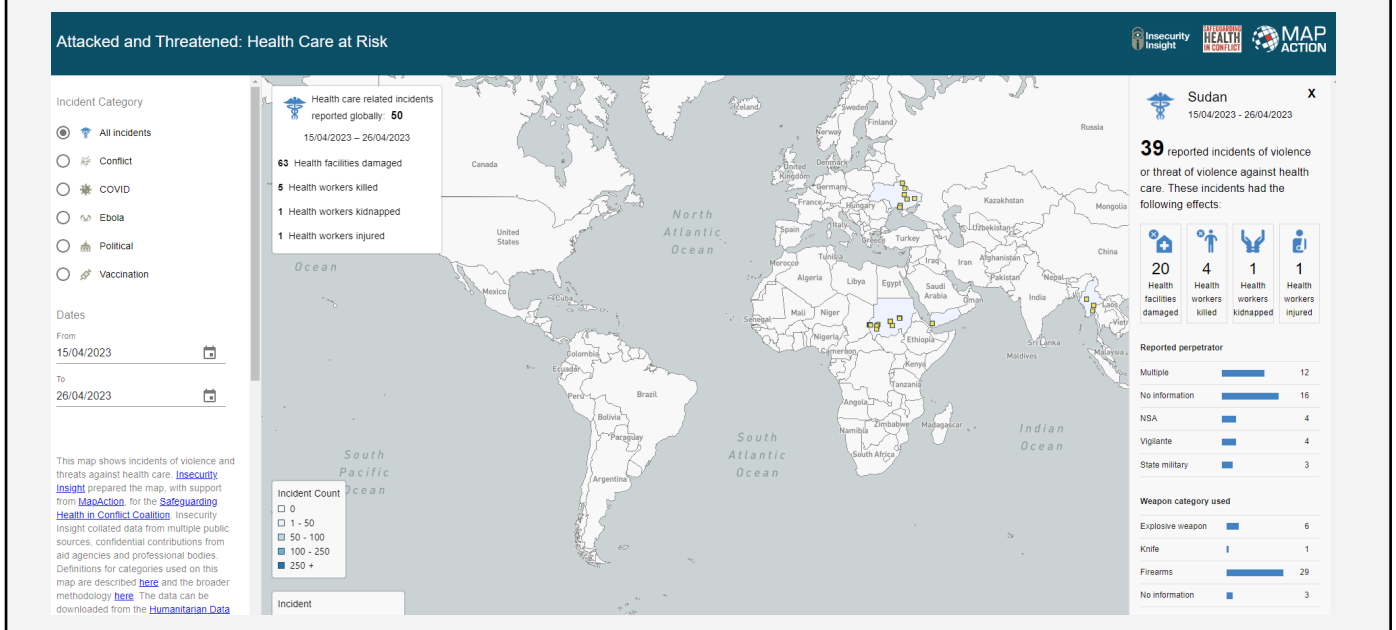 Attacked and Threatened: Health Care at Risk
Insecurity
Insight
SAFEGUARDING
HEALTH
IN CONFLICT
MAP
ACTION
Incident Category
All incidents
Conflict
COVID
Ebola
Political
Vaccination
Dates
From
15/04/2023
To
26/04/2023
This map shows incidents of violence and
threats against health care. Insecurity
Insight prepared the map, with support
from MapAction, for the Safeguarding
Health in Conflict Coalition. Insecurity
Insight collated data from multiple public
sources, confidential contributions from
aid agencies and professional bodies.
Definitions for categories used on this
map are described here and the broader
methodology here. The data can be
downloaded from the Humanitarian Data
Health care related incidents
reported globally: 50
15/04/2023 – 26/04/2023
63 Health facilities damaged
5 Health workers killed
1 Health workers kidnapped
1 Health workers injured
Iceland
Sweden
Finland
Norway
Russia
Canada
United
Kingdom
Denmark
Germany
France
Hungary
Kazakhstan
Mongolia
North
Atlantic
Ocean
United
States
Spain
Italy
Greece
Turkey
Uzbekistan
China
Ocean
Morocco
Tunisia
Iraq
Iran
Afghanistan
Pakistan
Nepal
Algeria
Libya
Egypt
Saudi
Arabia
Oman
India
Laos
Mexico
Cuba
Senegal
Mali
Niger
Viet
Nigeria
Ethiopia
Sri Lanka
Cameroon
Maldives
Malaysia
Colombia
Kenya
Ecuador
Tanzania
Peru
Brazil
Angola
Bolivia
Namibia
Zimbabwe
Madagascar
Paraguay
South
Atlantic
Ocean
Indian
Ocean
South
Pacific
Ocean
South Africa
Argentina
Incident Count
0
1 - 50
50 - 100
100 - 250
250 +
Incident
Sudan
X
15/04/2023 - 26/04/2023
39 reported incidents of violence
or threat of violence against health
care. These incidents had the
following effects:
20
Health
facilities
damaged
4
Health
workers
killed
1
Health
workers
kidnapped
1
Health
workers
injured
Reported perpetrator
Multiple 12
No information 16
NSA 4
Vigilante 4
State military 3
Weapon category used
Explosive weapon 6
Knife 1
Firearms 29
No information 3